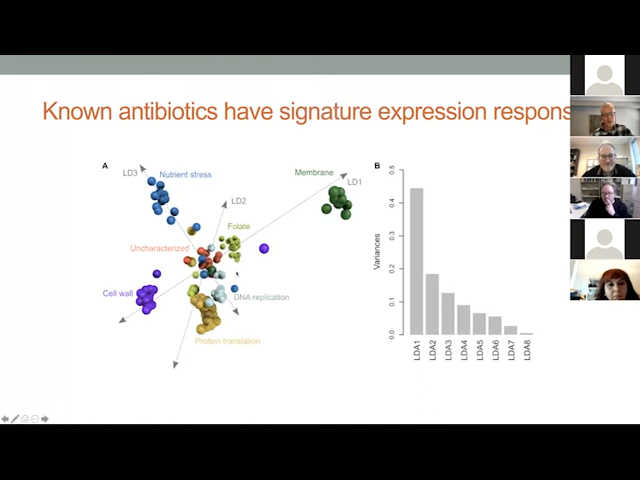 Known antibiotics have signature expression respons
A
LD3
Nutrient stress
Membrane
LD1
LD2
Folate
Uncharacterized
Cell wall
DNA replication
Protein translation
B
Variances
0.5
0.4
0.3
0.2
0.1
0.0
LDA1
LDA2
LDA3
LDA4
LDA5
LDA6
LDA7
LDA8